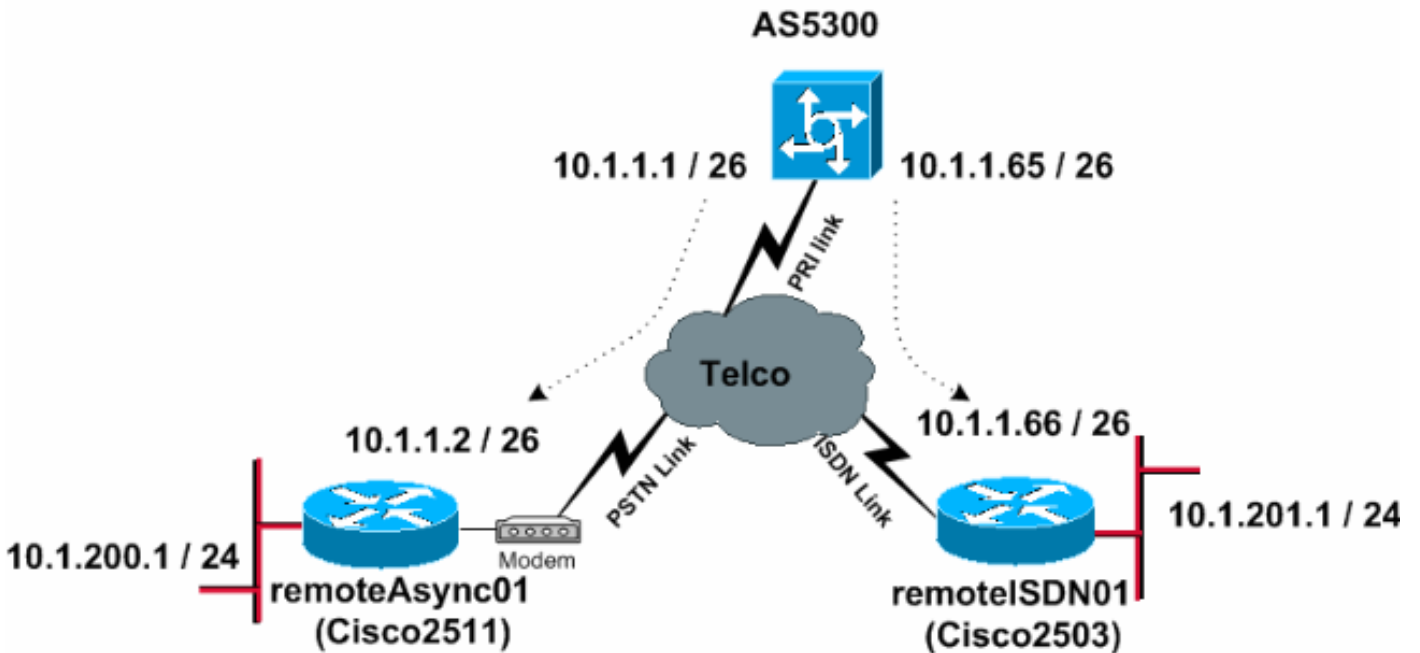 AS5300
10.1.1.1 / 26
10.1.1.65 / 26
PRI link
Telco
10.1.1.2 / 26
10.1.1.66 / 26
PSTN Link
ISDN Link
10.1.200.1 / 24
Modem
10.1.201.1 / 24
remoteAsync01
(Cisco2511)
remoteISDN01
(Cisco2503)